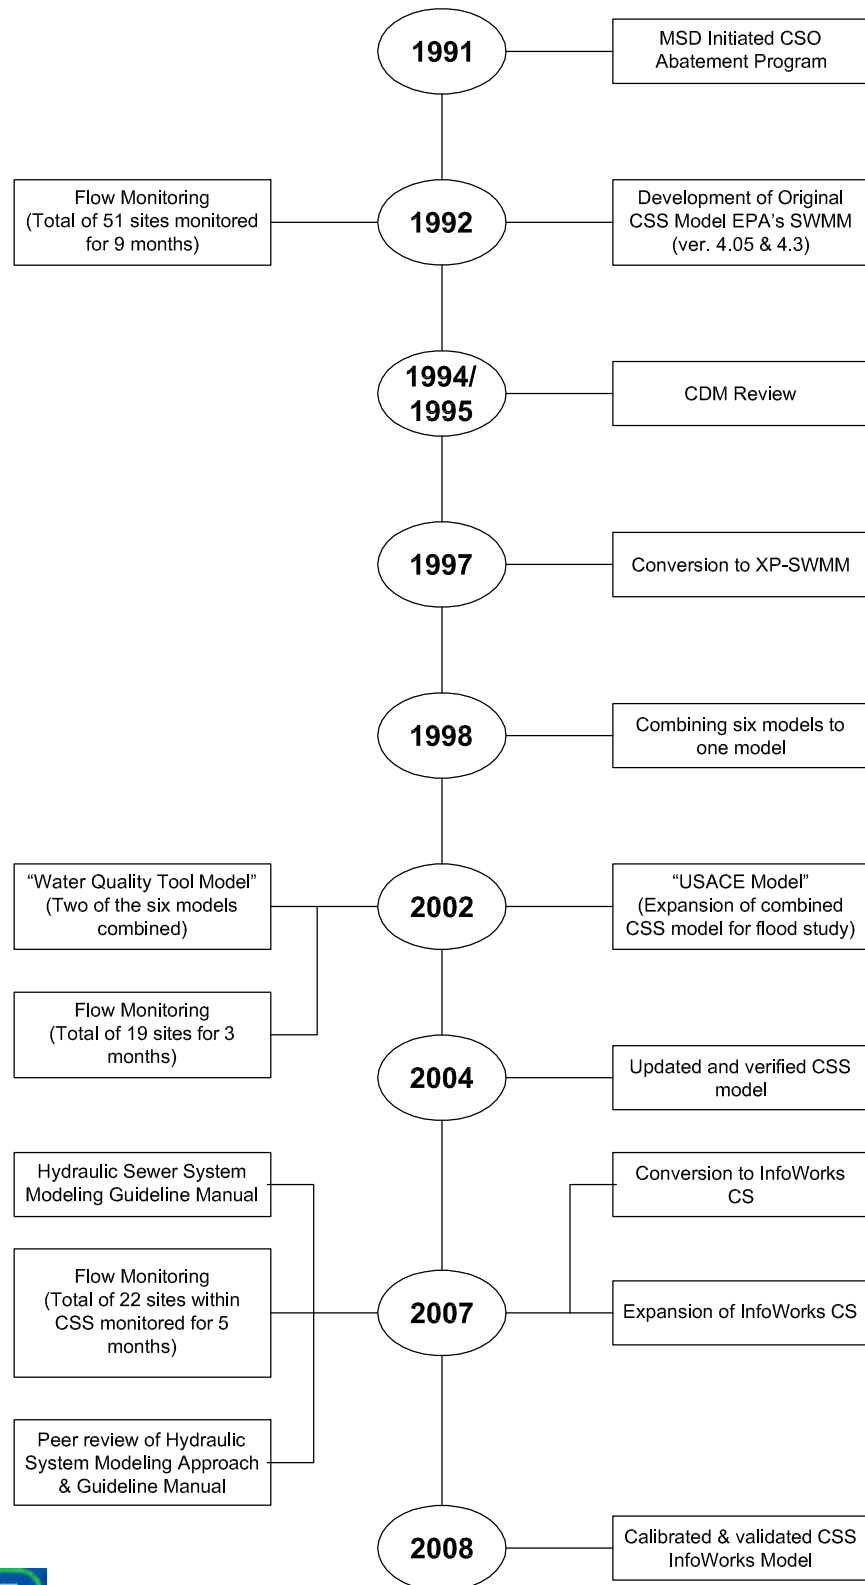 1991
MSD Initiated CSO
Abatement Program
Flow Monitoring
(Total of 51 sites monitored
for 9 months)
1992
Development of Original
CSS Model EPA's SWMM
(ver. 4.05 & 4.3)
1994/
1995
CDM Review
1997
Conversion to XP-SWMM
1998
Combining six models to
one model
“Water Quality Tool Model”
(Two of the six models
combined)
2002
“USACE Model”
(Expansion of combined
CSS model for flood study)
Flow Monitoring
(Total of 19 sites for 3
months)
2004
Updated and verified CSS
model
Hydraulic Sewer System
Modeling Guideline Manual
Conversion to InfoWorks
CS
Flow Monitoring
(Total of 22 sites within
CSS monitored for 5
months)
2007
Expansion of InfoWorks CS
Peer review of Hydraulic
System Modeling Approach
& Guideline Manual
2008
Calibrated & validated CSS
InfoWorks Model